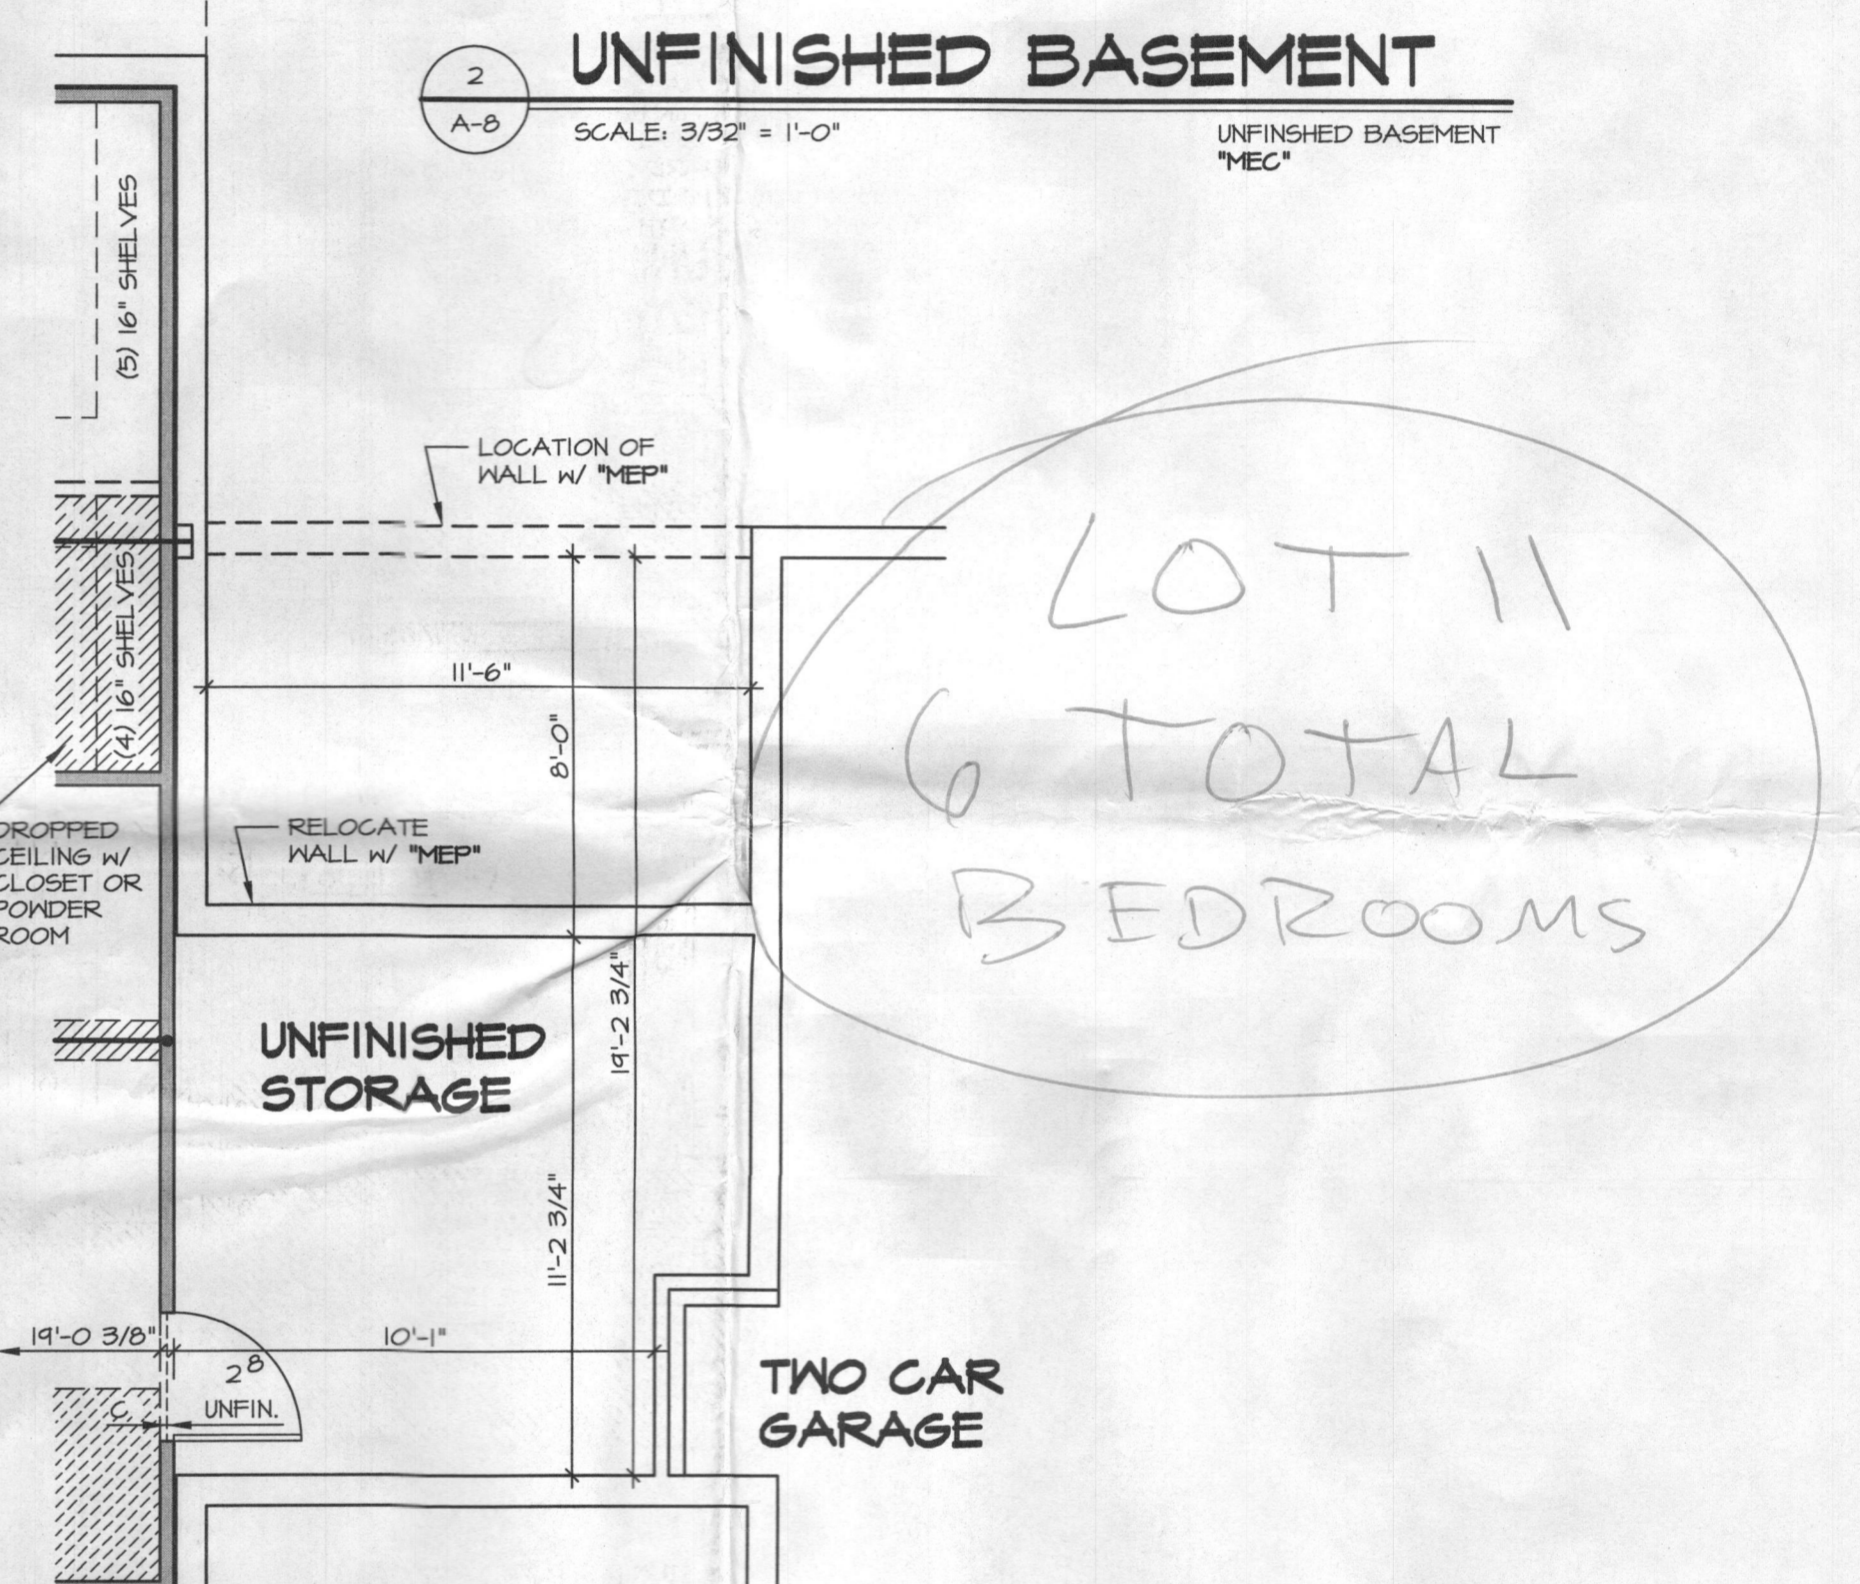 2
A-8
UNFINISHED BASEMENT
SCALE: 3/32" = 1'-0"
UNFINSHED BASEMENT
"MEC"
(5) 16" SHELVES
LOCATION OF
WALL w/ "MEP"
LOT 11
6 TOTAL
BEDROOMS
(4) 16" SHELVES
11'-6"
8'-0"
DROPPED
CEILING w/
CLOSET OR
POWDER
ROOM
RELOCATE
WALL w/ "MEP"
19'-2 3/4"
UNFINISHED
STORAGE
11'-2 3/4"
19'-0 3/8"
10'-1"
28
UNFIN.
C
TWO CAR
GARAGE